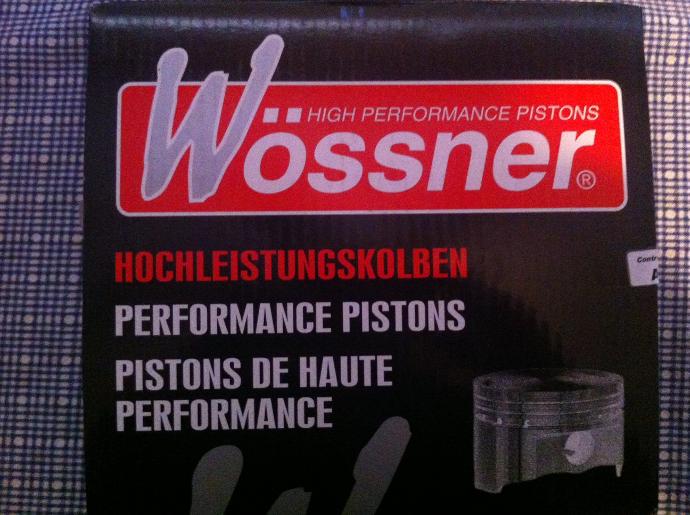 HIGH PERFORMANCE PISTONS
Wössner®
HOCHLEISTUNGSKOLBEN
PERFORMANCE PISTONS
PISTONS DE HAUTE
PERFORMANCE